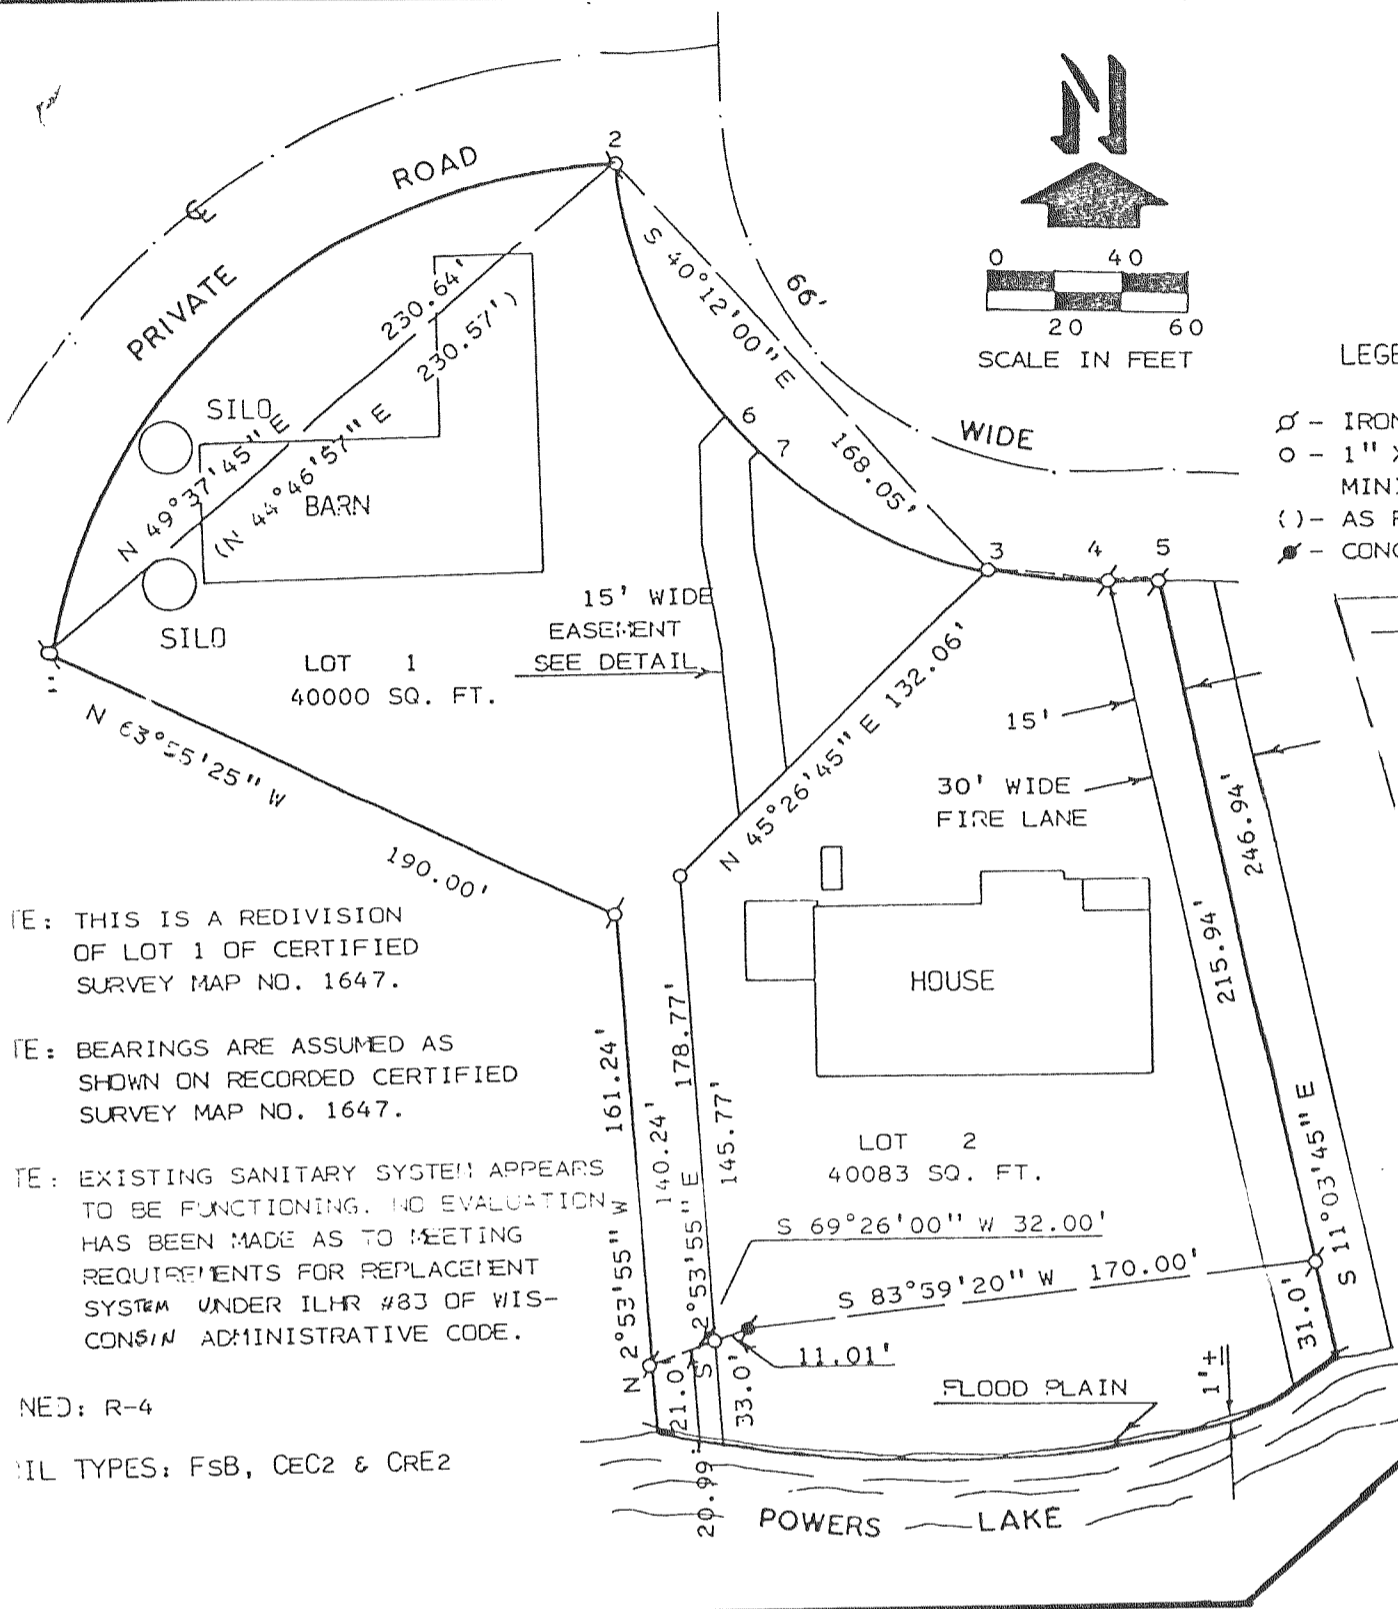 N
0 40
20 60
SCALE IN FEET
PRIVATE ROAD
2
S 40°12'00" E 168.05'
66' WIDE
6
7
3
4
5
230.64'
230.57')
N 49°37'45" E
(N 44°46'57" E
SILO
BARN
SILO
LOT 1
40000 SQ. FT.
15' WIDE
EASEMENT
SEE DETAIL
N 45°26'45" E 132.06'
15'
30' WIDE
FIRE LANE
246.94'
215.94'
N 63°55'25" W
190.00'
HOUSE
161.24'
140.24'
N 2°53'55" W
178.77'
145.77'
S 2°53'55" E
LOT 2
40083 SQ. FT.
S 69°26'00" W 32.00'
S 83°59'20" W 170.00'
S 11°03'45" E
31.0'
11.01'
21.0'
33.0'
20.99'
FLOOD PLAIN
1'±
POWERS LAKE
LEGE
- IRON
- 1" X
MINI
( )- AS R
- CONC
TE: THIS IS A REDIVISION
OF LOT 1 OF CERTIFIED
SURVEY MAP NO. 1647.
TE: BEARINGS ARE ASSUMED AS
SHOWN ON RECORDED CERTIFIED
SURVEY MAP NO. 1647.
TE: EXISTING SANITARY SYSTEM APPEARS
TO BE FUNCTIONING. NO EVALUATION
HAS BEEN MADE AS TO MEETING
REQUIREMENTS FOR REPLACEMENT
SYSTEM UNDER ILHR #83 OF WIS-
CONSIN ADMINISTRATIVE CODE.
NED: R-4
IL TYPES: FSB, CEC2 & CRE2